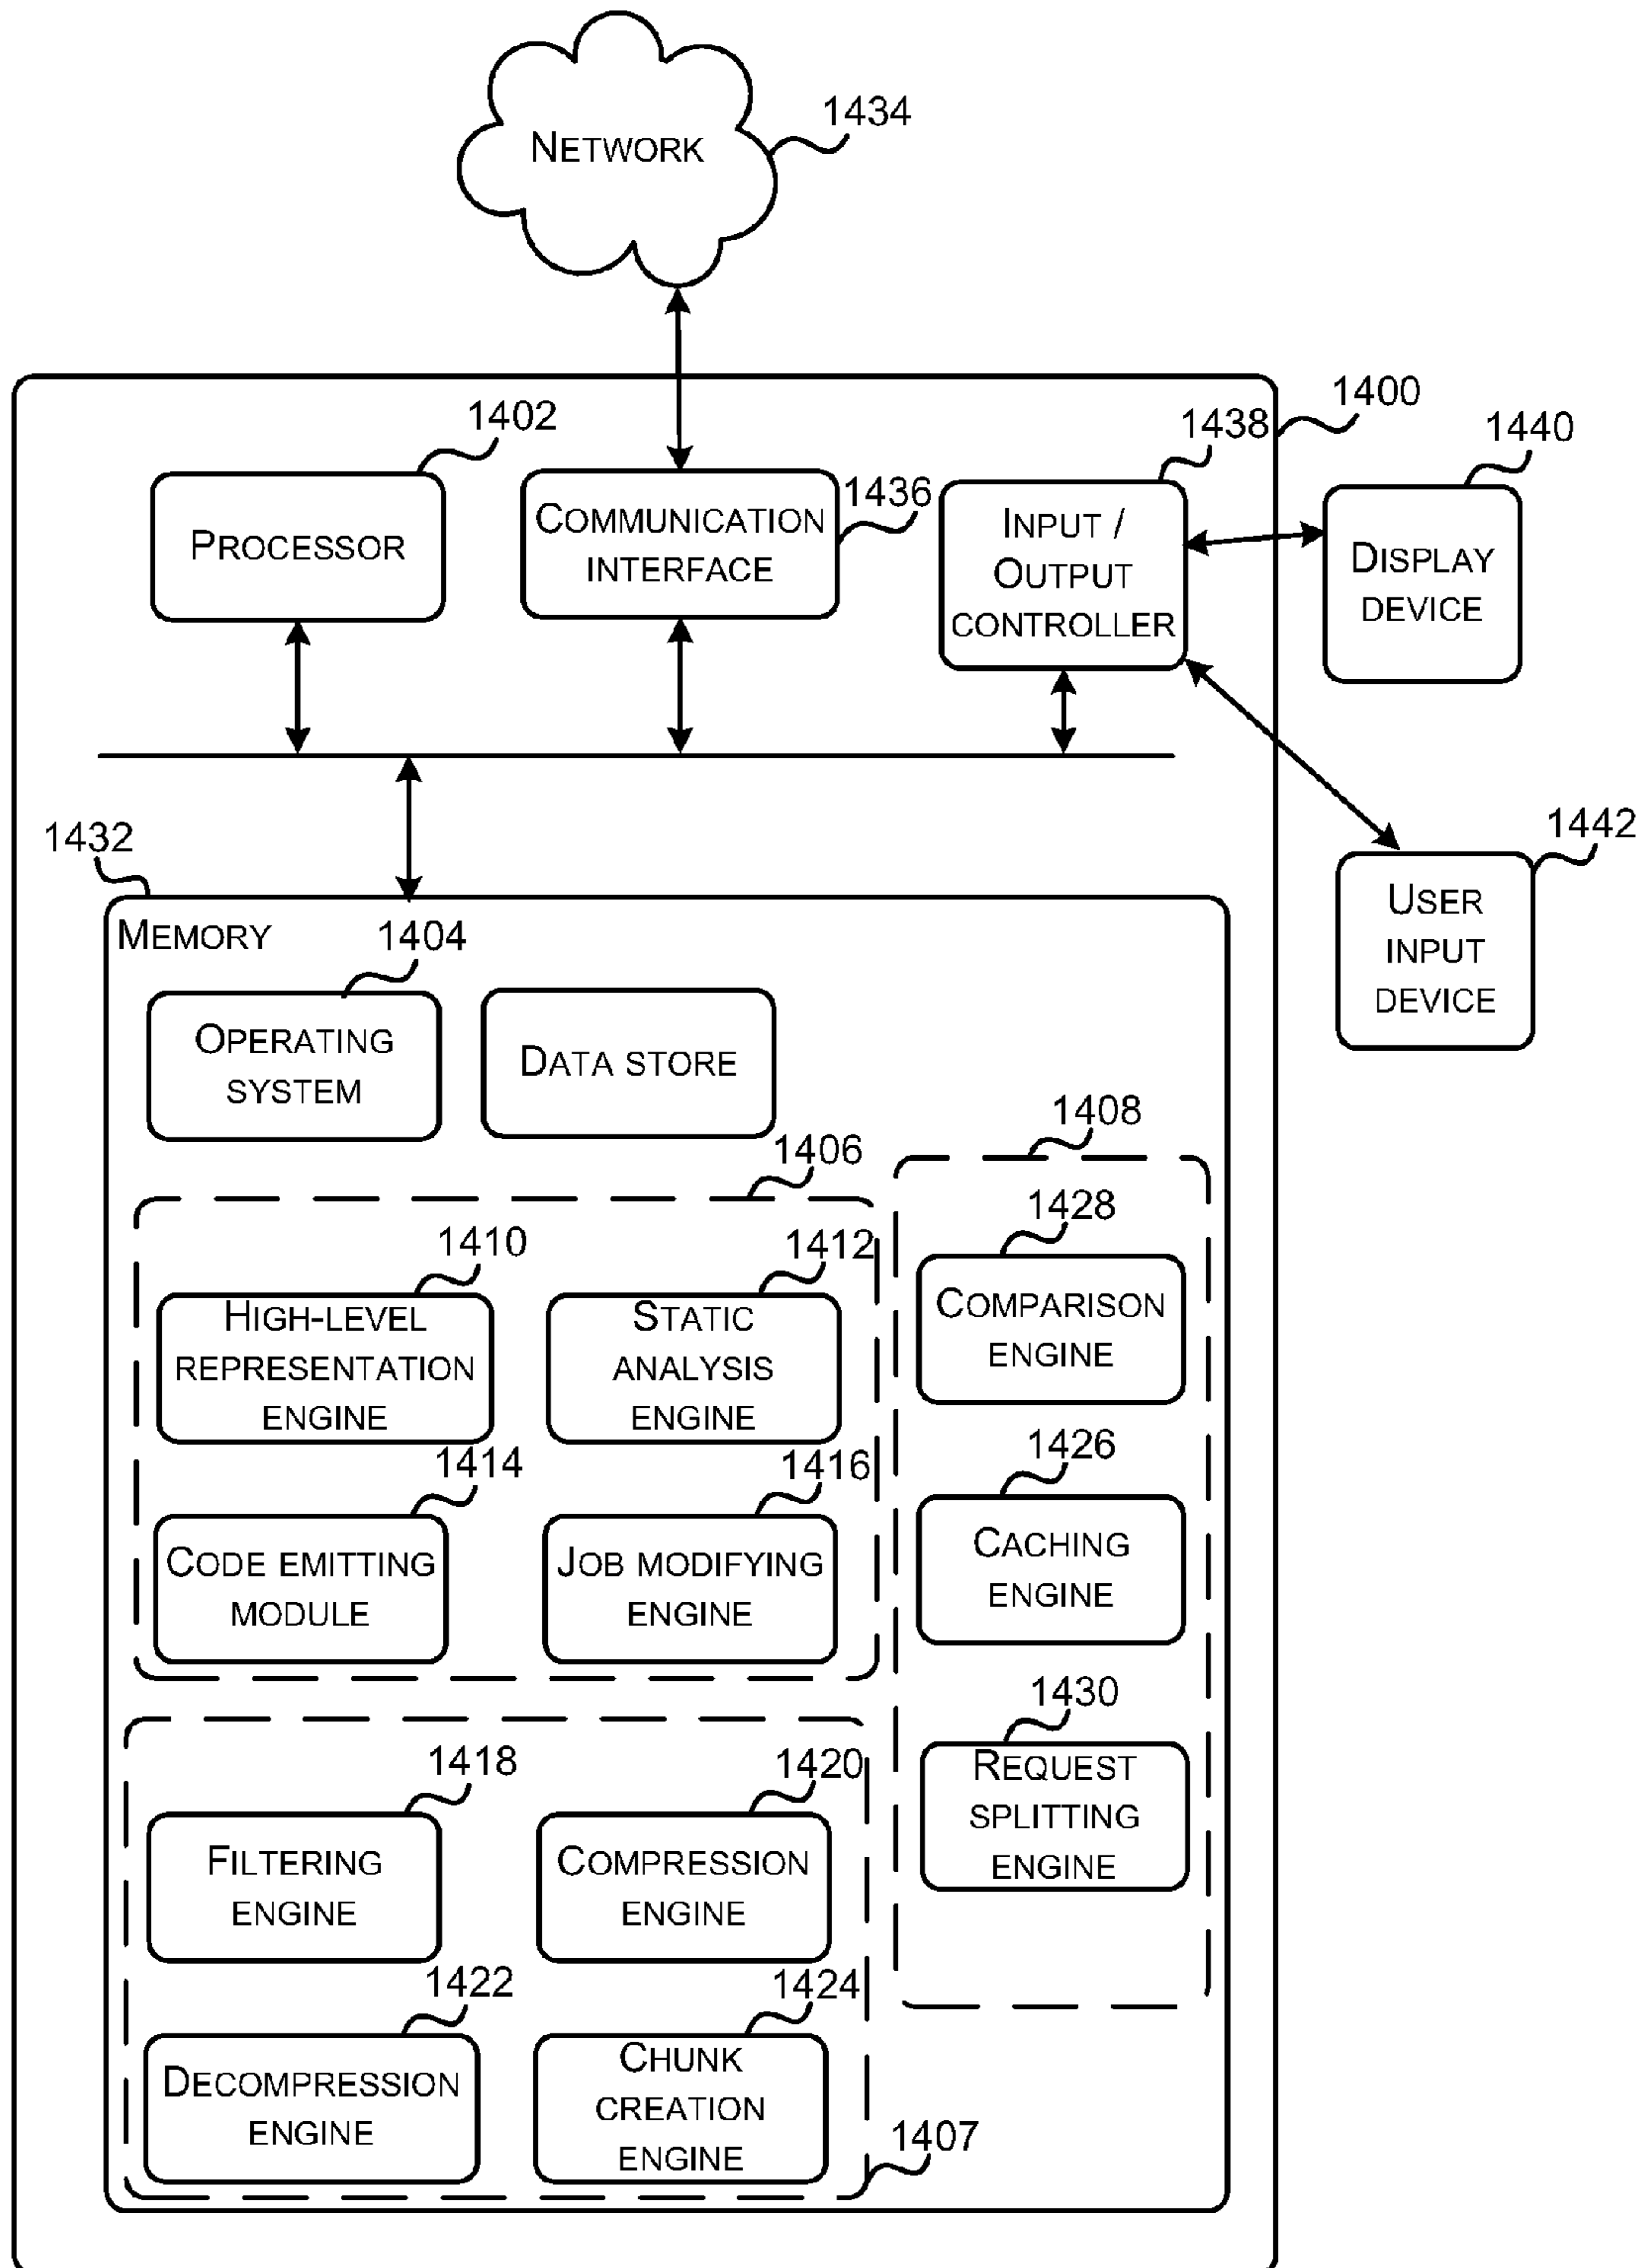 NETWORK
1434
1400
1402
1438
1440
PROCESSOR
COMMUNICATION
INTERFACE
1436
INPUT /
OUTPUT
CONTROLLER
DISPLAY
DEVICE
1432
1442
USER
INPUT
DEVICE
MEMORY
1404
OPERATING
SYSTEM
DATA STORE
1406
1408
1410
HIGH-LEVEL
REPRESENTATION
ENGINE
1412
STATIC
ANALYSIS
ENGINE
1428
COMPARISON
ENGINE
1414
CODE EMITTING
MODULE
1416
JOB MODIFYING
ENGINE
1426
CACHING
ENGINE
1430
REQUEST
SPLITTING
ENGINE
1418
FILTERING
ENGINE
1420
COMPRESSION
ENGINE
1422
DECOMPRESSION
ENGINE
1424
CHUNK
CREATION
ENGINE
1407